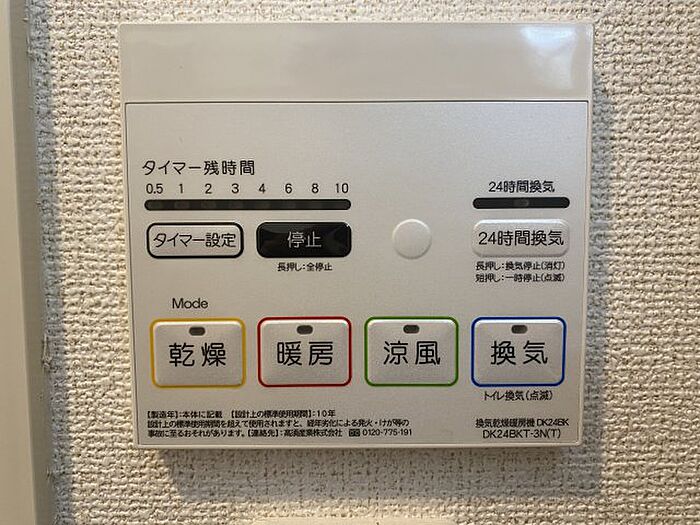 タイマー残時間
0.5 1 2 3 4 6 8 10
24時間換気
タイマー設定
停止
24時間換気
長押し:全停止
長押し:換気停止(消灯)
短押し:一時停止(点滅)
Mode
乾燥
暖房
涼風
換気
トイレ換気(点滅)
【製造年】:本体に記載 【設計上の標準使用期間】:10年
設計上の標準使用期間を超えて使用されますと、経年劣化による発火・けが等の
事故に至るおそれがあります。【連絡先】:高須産業株式会社 0120-775-191
換気乾燥暖房機 DK24BK
DK24BKT-3N(T)